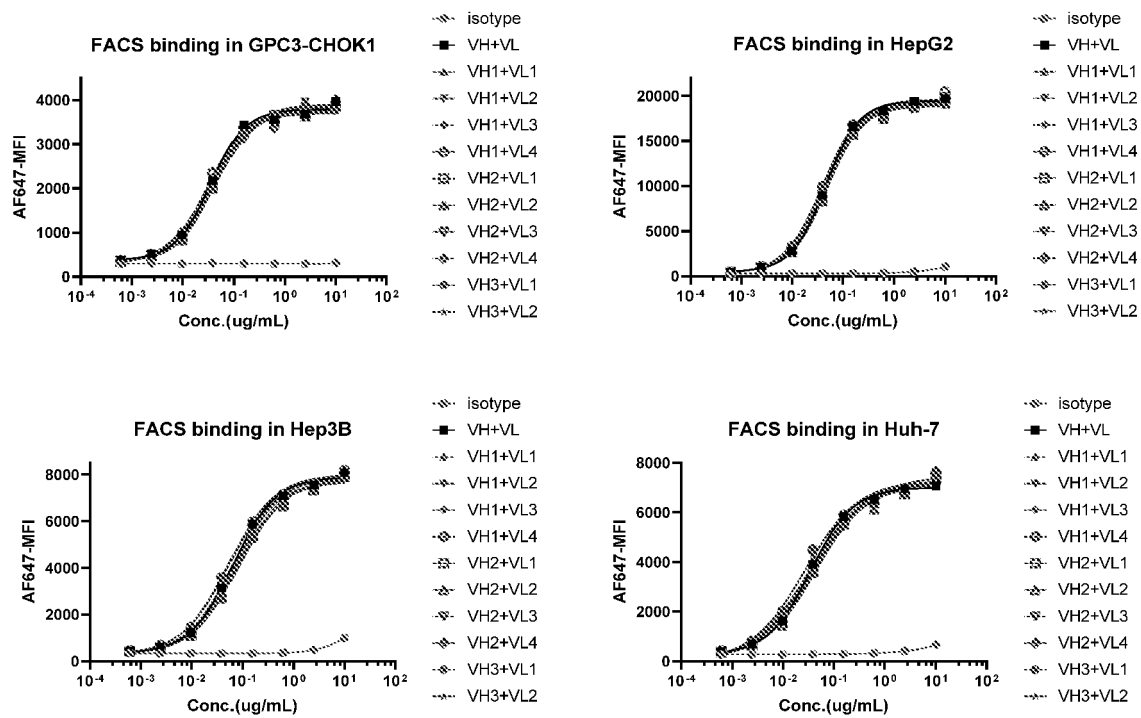 FACS binding in GPC3-CHOK1
AF647-MFI
4000
3000
2000
1000
0
10-4
10-3
10-2
10-1
100
101
102
Conc.(ug/mL)
isotype
VH+VL
VH1+VL1
VH1+VL2
VH1+VL3
VH1+VL4
VH2+VL1
VH2+VL2
VH2+VL3
VH2+VL4
VH3+VL1
VH3+VL2
FACS binding in HepG2
AF647-MFI
20000
15000
10000
5000
0
10-4
10-3
10-2
10-1
100
101
102
Conc.(ug/mL)
isotype
VH+VL
VH1+VL1
VH1+VL2
VH1+VL3
VH1+VL4
VH2+VL1
VH2+VL2
VH2+VL3
VH2+VL4
VH3+VL1
VH3+VL2
FACS binding in Hep3B
AF647-MFI
8000
6000
4000
2000
0
10-4
10-3
10-2
10-1
100
101
102
Conc.(ug/mL)
isotype
VH+VL
VH1+VL1
VH1+VL2
VH1+VL3
VH1+VL4
VH2+VL1
VH2+VL2
VH2+VL3
VH2+VL4
VH3+VL1
VH3+VL2
FACS binding in Huh-7
AF647-MFI
8000
6000
4000
2000
0
10-4
10-3
10-2
10-1
100
101
102
Conc.(ug/mL)
isotype
VH+VL
VH1+VL1
VH1+VL2
VH1+VL3
VH1+VL4
VH2+VL1
VH2+VL2
VH2+VL3
VH2+VL4
VH3+VL1
VH3+VL2